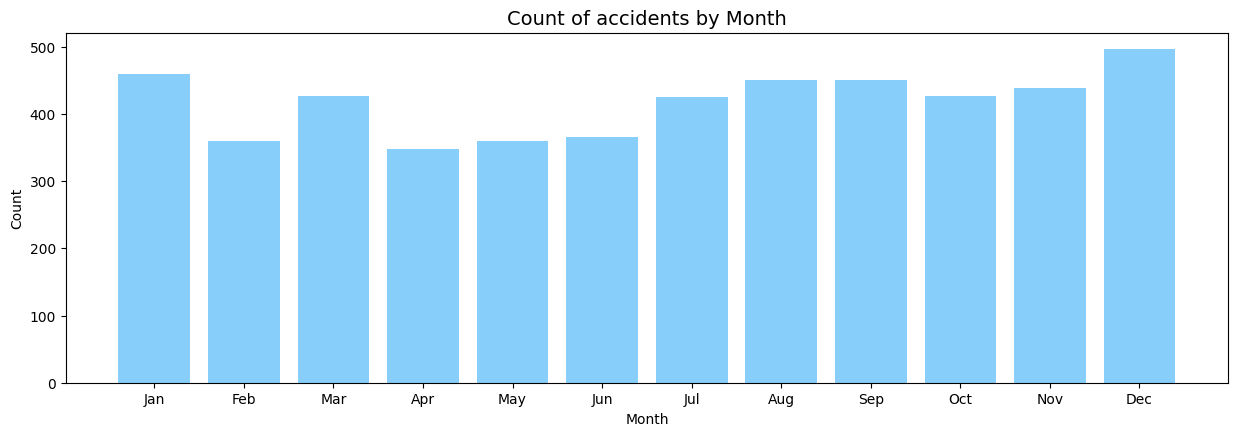 Count of accidents by Month
500
400
300
200
100
0
Count
Jan Feb Mar Apr May Jun Jul Aug Sep Oct Nov Dec
Month